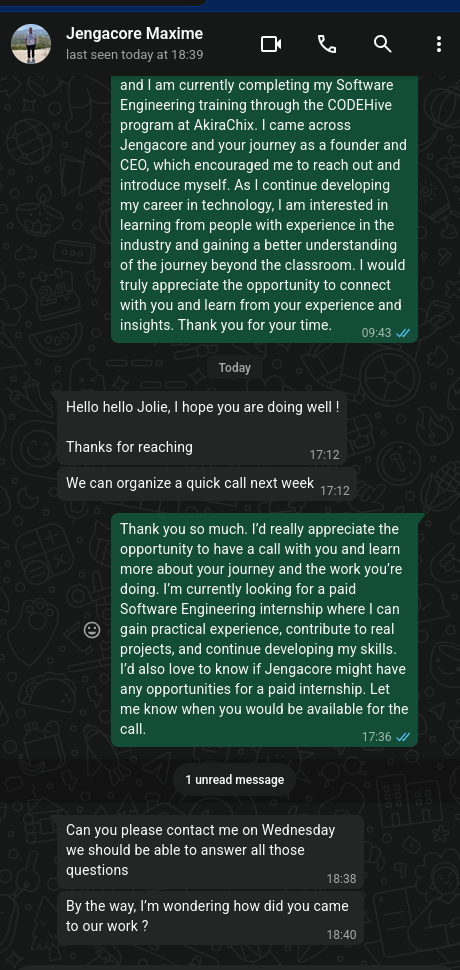 Jengacore Maxime
last seen today at 18:39
and I am currently completing my Software
Engineering training through the CODEHive
program at AkiraChix. I came across
Jengacore and your journey as a founder and
CEO, which encouraged me to reach out and
introduce myself. As I continue developing
my career in technology, I am interested in
learning from people with experience in the
industry and gaining a better understanding
of the journey beyond the classroom. I would
truly appreciate the opportunity to connect
with you and learn from your experience and
insights. Thank you for your time.
09:43
Today
Hello hello Jolie, I hope you are doing well !
Thanks for reaching
17:12
We can organize a quick call next week
17:12
Thank you so much. I’d really appreciate the
opportunity to have a call with you and learn
more about your journey and the work you’re
doing. I’m currently looking for a paid
Software Engineering internship where I can
gain practical experience, contribute to real
projects, and continue developing my skills.
I’d also love to know if Jengacore might have
any opportunities for a paid internship. Let
me know when you would be available for the
call.
17:36
1 unread message
Can you please contact me on Wednesday
we should be able to answer all those
questions
18:38
By the way, I’m wondering how did you came
to our work ?
18:40